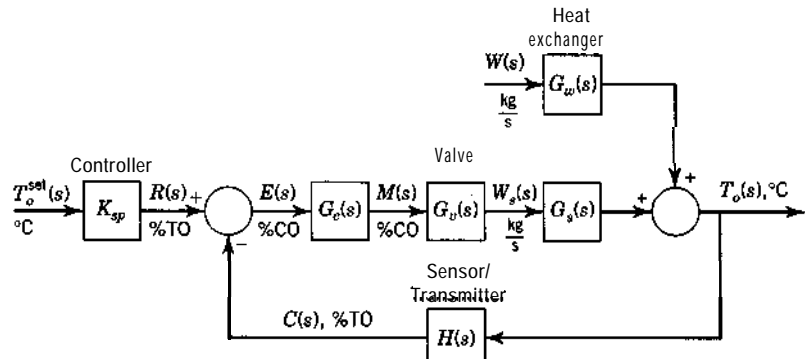 Heat
exchanger
W(s)
kg
s
G_w(s)
Controller
Valve
T_o^set(s)
°C
K_sp
R(s)
%TO
+
−
E(s)
%CO
G_c(s)
M(s)
%CO
G_v(s)
W_s(s)
kg
s
G_s(s)
+
+
T_o(s), °C
Sensor/
Transmitter
C(s), %TO
H(s)